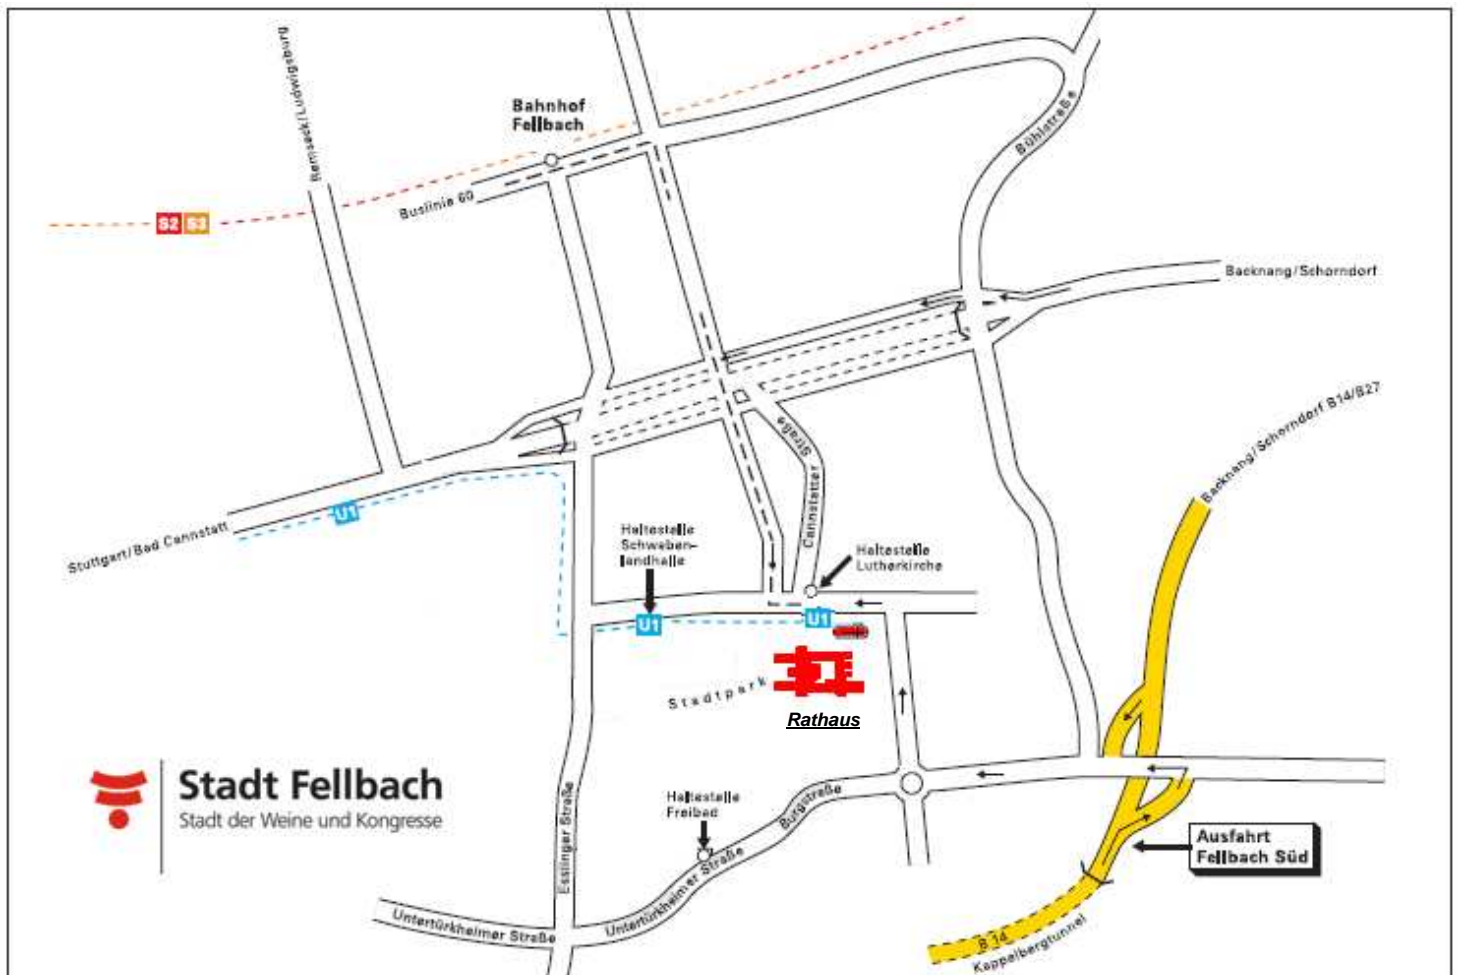 Remseck/Ludwigsburg
Bahnhof
Fellbach
Bühlstraße
Buslinie 60
S2 S3
Backnang/Schorndorf
Backnang/Schorndorf B14/B27
Straße
Cannstatter
U1
Stuttgart/Bad Cannstatt
Haltestelle
Schwaben-
landhalle
Haltestelle
Lutherkirche
U1
U1
Stadtpark
Rathaus
Stadt Fellbach
Stadt der Weine und Kongresse
Esslinger Straße
Haltestelle
Freibad
Burgstraße
Untertürkheimer Straße
Untertürkheimer Straße
Ausfahrt
Fellbach Süd
B 14
Kappelbergtunnel